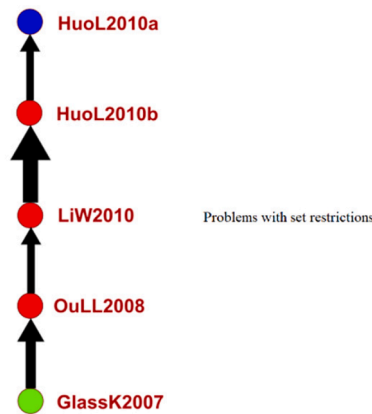 HuoL2010a
HuoL2010b
LiW2010
Problems with set restrictions
OuLL2008
GlassK2007